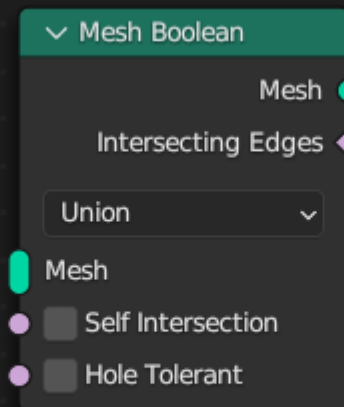 Mesh Boolean
Mesh
Intersecting Edges
Union
Mesh
Self Intersection
Hole Tolerant